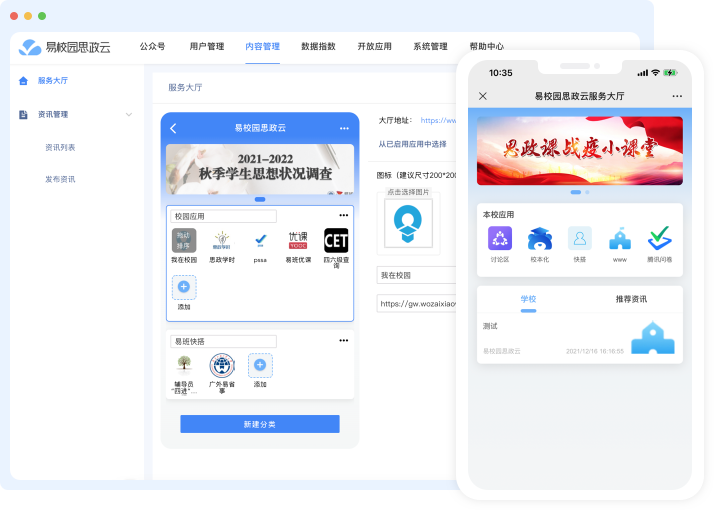 易校园思政云
公众号
用户管理
内容管理
数据指数
开放应用
系统管理
帮助中心
服务大厅
资讯管理
资讯列表
发布资讯
服务大厅
易校园思政云
2021-2022
秋季学生思想状况调查
校园应用
拖动
排序
我在校园
思政学时
pssa
优课
YOOC
易班优课
CET
四六级查
询
添加
易班快搭
辅导员
“四进”...
广外易省
事
添加
新建分类
大厅地址：
https://ww
从已启用应用中选择
图标（建议尺寸200*200
点击选择图片
我在校园
https://gw.wozaixiao
10:35
易校园思政云服务大厅
思政课战疫小课堂
本校应用
讨论区
校本化
快搭
www
腾讯问卷
学校
推荐资讯
测试
易校园思政云
2021/12/16 16:16:55